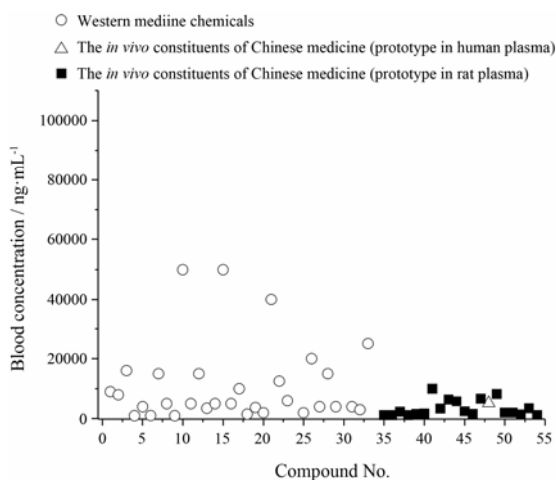 Western mediine chemicals
The in vivo constituents of Chinese medicine (prototype in human plasma)
The in vivo constituents of Chinese medicine (prototype in rat plasma)
100000
80000
60000
40000
20000
0
Blood concentration / ng·mL⁻¹
0 5 10 15 20 25 30 35 40 45 50 55
Compound No.